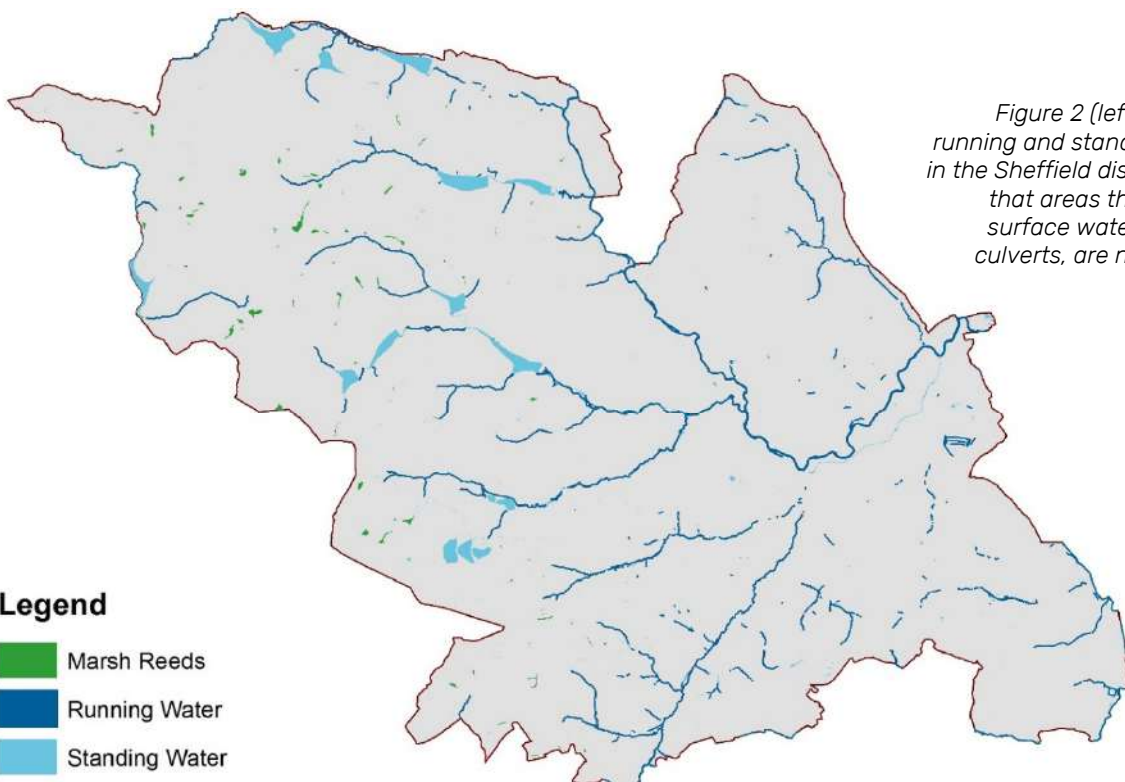 Figure 2 (lef
running and stand
in the Sheffield dis
that areas th
surface wate
culverts, are n
Legend
Marsh Reeds
Running Water
Standing Water